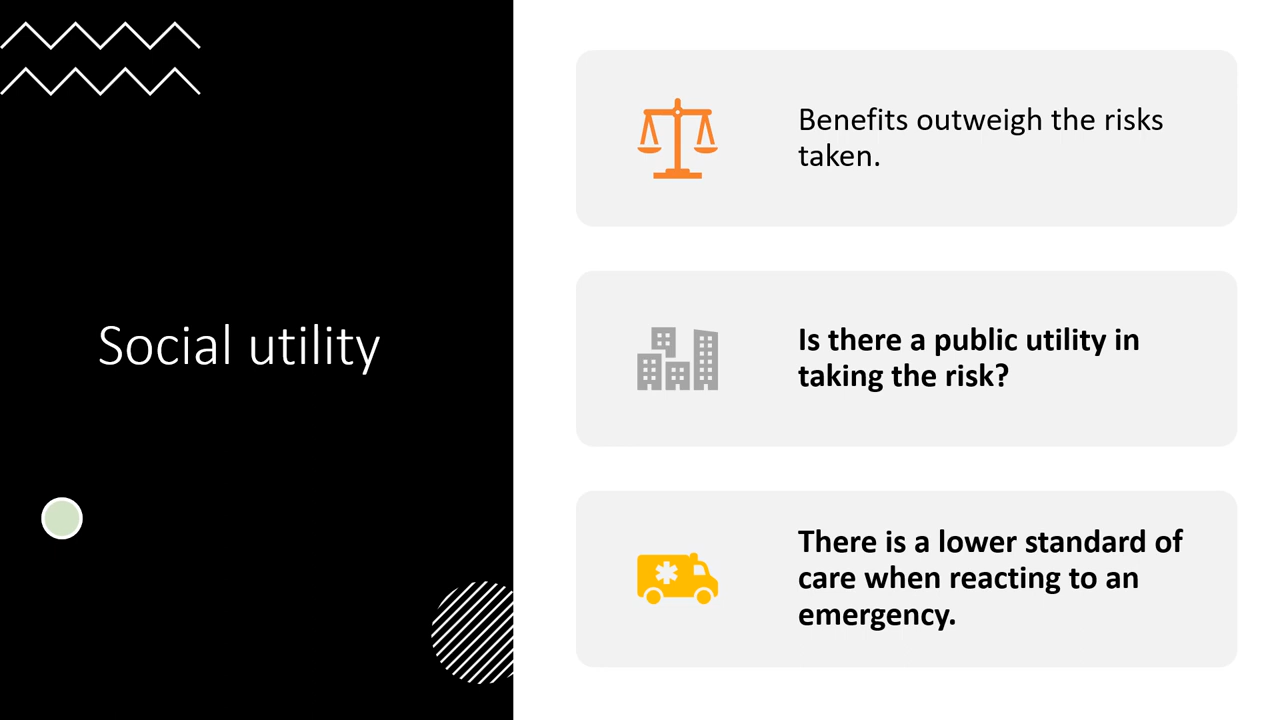 Social utility
Benefits outweigh the risks
taken.
Is there a public utility in
taking the risk?
There is a lower standard of
care when reacting to an
emergency.